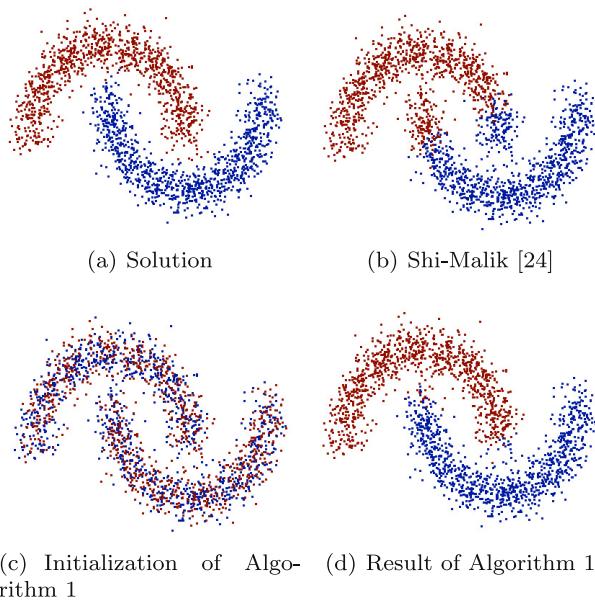 (a) Solution
(b) Shi-Malik [24]
(c) Initialization of Algo-
rithm 1
(d) Result of Algorithm 1